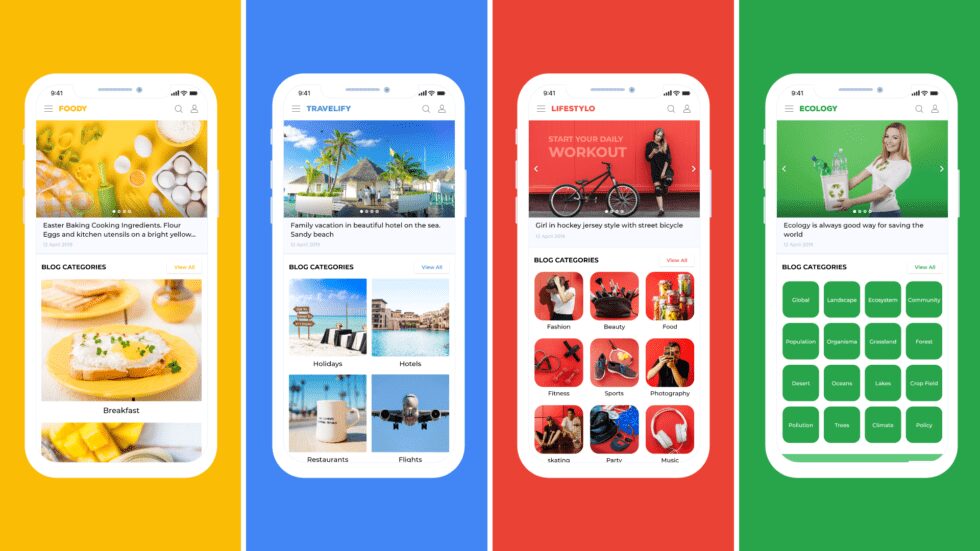 9:41
FOODY
Easter Baking Cooking Ingredients. Flour
Eggs and kitchen utensils on a bright yellow...
12 April 2019
BLOG CATEGORIES
View All
Breakfast
9:41
TRAVELIFY
Family vacation in beautiful hotel on the sea.
Sandy beach
12 April 2019
BLOG CATEGORIES
View All
Holidays
Hotels
Restaurants
Flights
9:41
LIFESTYLO
START YOUR DAILY
WORKOUT
Girl in hockey jersey style with street bicycle
12 April 2019
BLOG CATEGORIES
View All
Fashion
Beauty
Food
Fitness
Sports
Photography
skating
Party
Music
9:41
ECOLOGY
Ecology is always good way for saving the
world
12 April 2019
BLOG CATEGORIES
View All
Global
Landscape
Ecosystem
Community
Population
Organisma
Grassland
Forest
Desert
Oceans
Lakes
Crop Field
Pollution
Trees
Climate
Policy